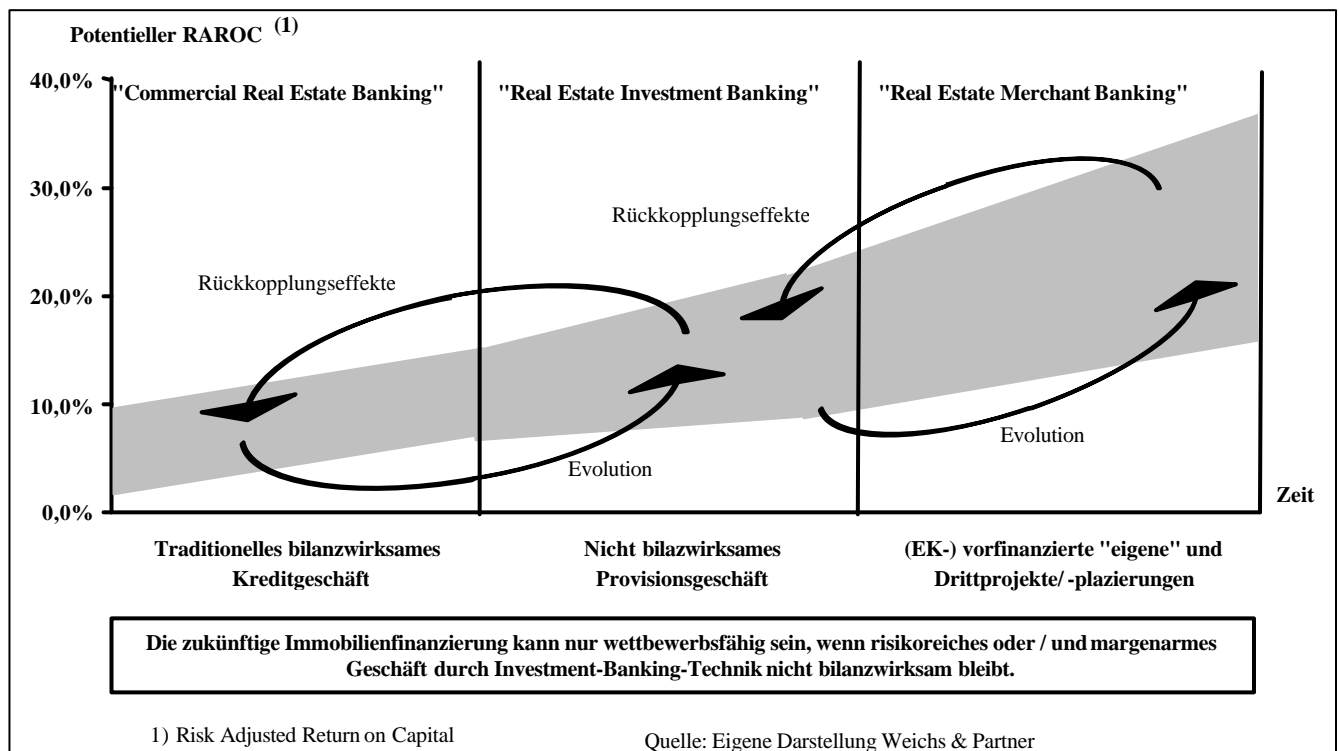 Potentieller RAROC (1)
40,0%
"Commercial Real Estate Banking"
"Real Estate Investment Banking"
"Real Estate Merchant Banking"
30,0%
Rückkopplungseffekte
Rückkopplungseffekte
20,0%
10,0%
Evolution
Evolution
0,0%
Zeit
Traditionelles bilanzwirksames
Kreditgeschäft
Nicht bilazwirksames
Provisionsgeschäft
(EK-) vorfinanzierte "eigene" und
Drittprojekte/ -plazierungen
Die zukünftige Immobilienfinanzierung kann nur wettbewerbsfähig sein, wenn risikoreiches oder / und margenarmes
Geschäft durch Investment-Banking-Technik nicht bilanzwirksam bleibt.
1) Risk Adjusted Return on Capital
Quelle: Eigene Darstellung Weichs & Partner